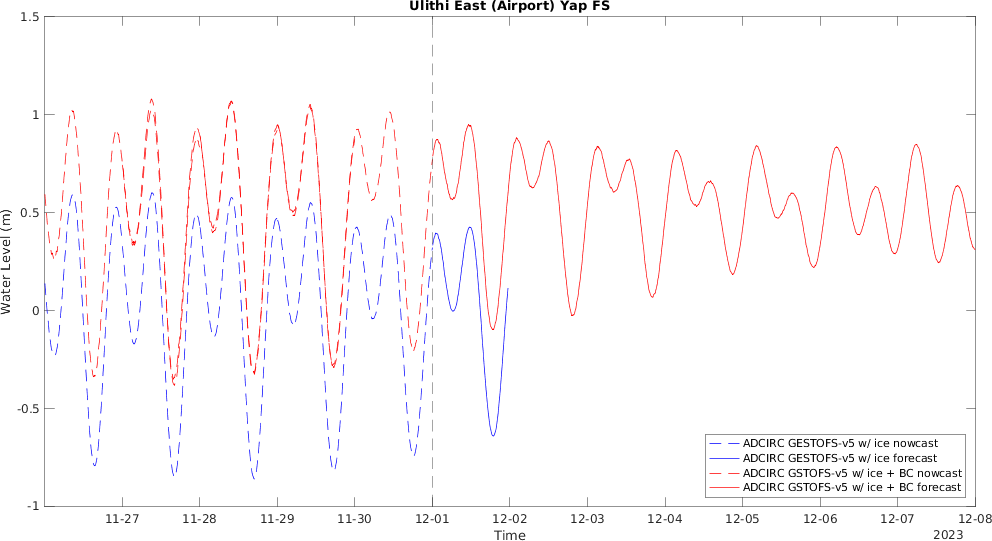 Ulithi East (Airport) Yap FS
1.5
1
0.5
0
-0.5
-1
Water Level (m)
ADCIRC GESTOFS-v5 w/ ice nowcast
ADCIRC GESTOFS-v5 w/ ice forecast
ADCIRC GSTOFS-v5 w/ ice + BC nowcast
ADCIRC GSTOFS-v5 w/ ice + BC forecast
11-27 11-28 11-29 11-30 12-01 12-02 12-03 12-04 12-05 12-06 12-07 12-08
Time
2023